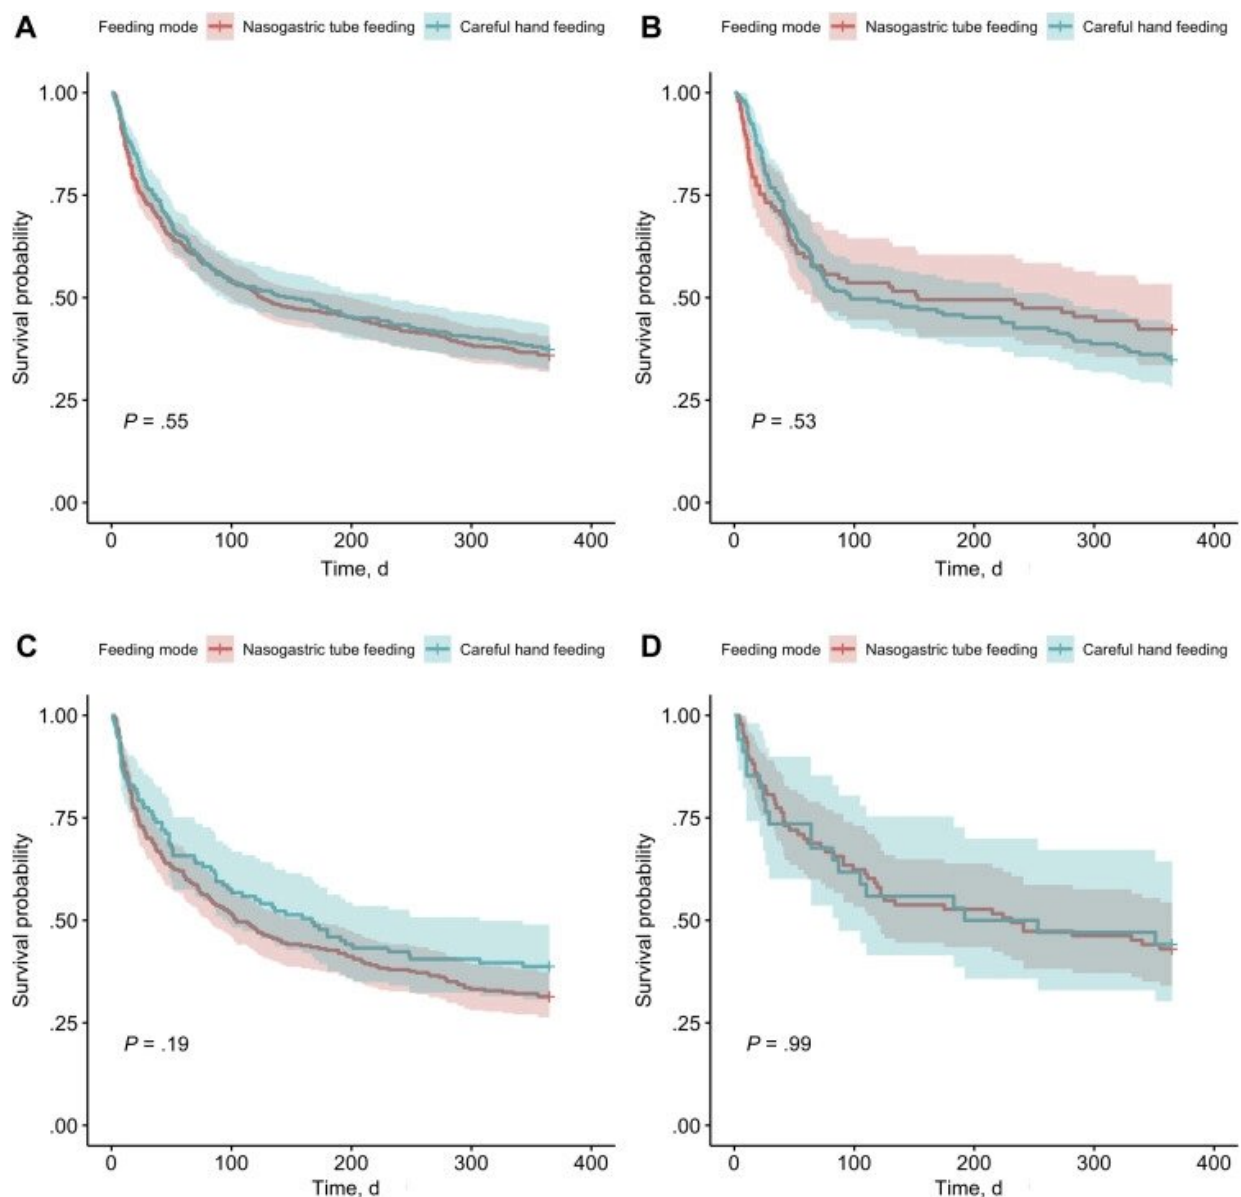 A Feeding mode Nasogastric tube feeding Careful hand feeding
1.00
.75
.50
.25
.00
Survival probability
P = .55
0 100 200 300 400
Time, d
B Feeding mode Nasogastric tube feeding Careful hand feeding
1.00
.75
.50
.25
.00
Survival probability
P = .53
0 100 200 300 400
Time, d
C Feeding mode Nasogastric tube feeding Careful hand feeding
1.00
.75
.50
.25
.00
Survival probability
P = .19
0 100 200 300 400
Time, d
D Feeding mode Nasogastric tube feeding Careful hand feeding
1.00
.75
.50
.25
.00
Survival probability
P = .99
0 100 200 300 400
Time, d